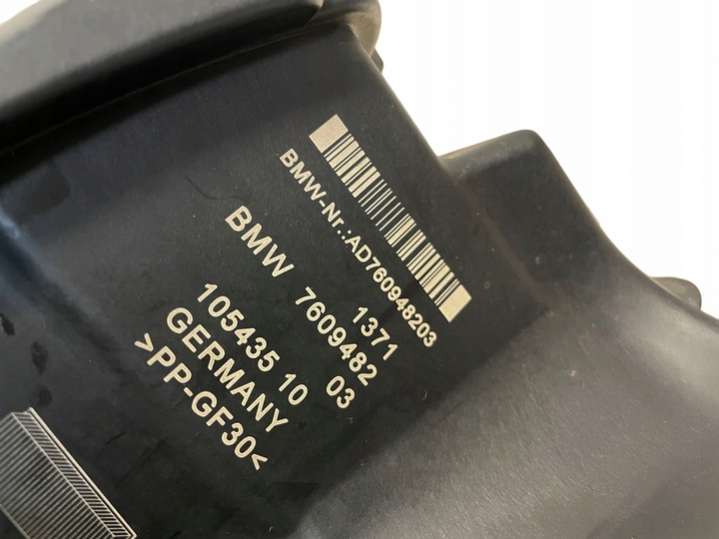 BMW-Nr.:AD760948203
1371
BMW 7609482
03
105435 10
GERMANY
>PP-GF30<